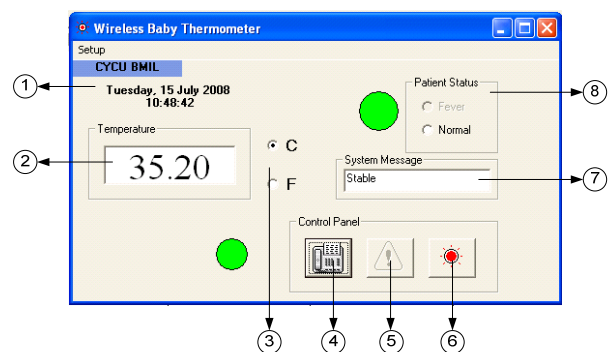 Wireless Baby Thermometer
Setup
CYCU BMIL
Tuesday, 15 July 2008
10:48:42
Temperature
35.20
C
F
Patient Status
Fever
Normal
System Message
Stable
Control Panel
1
2
3
4
5
6
7
8